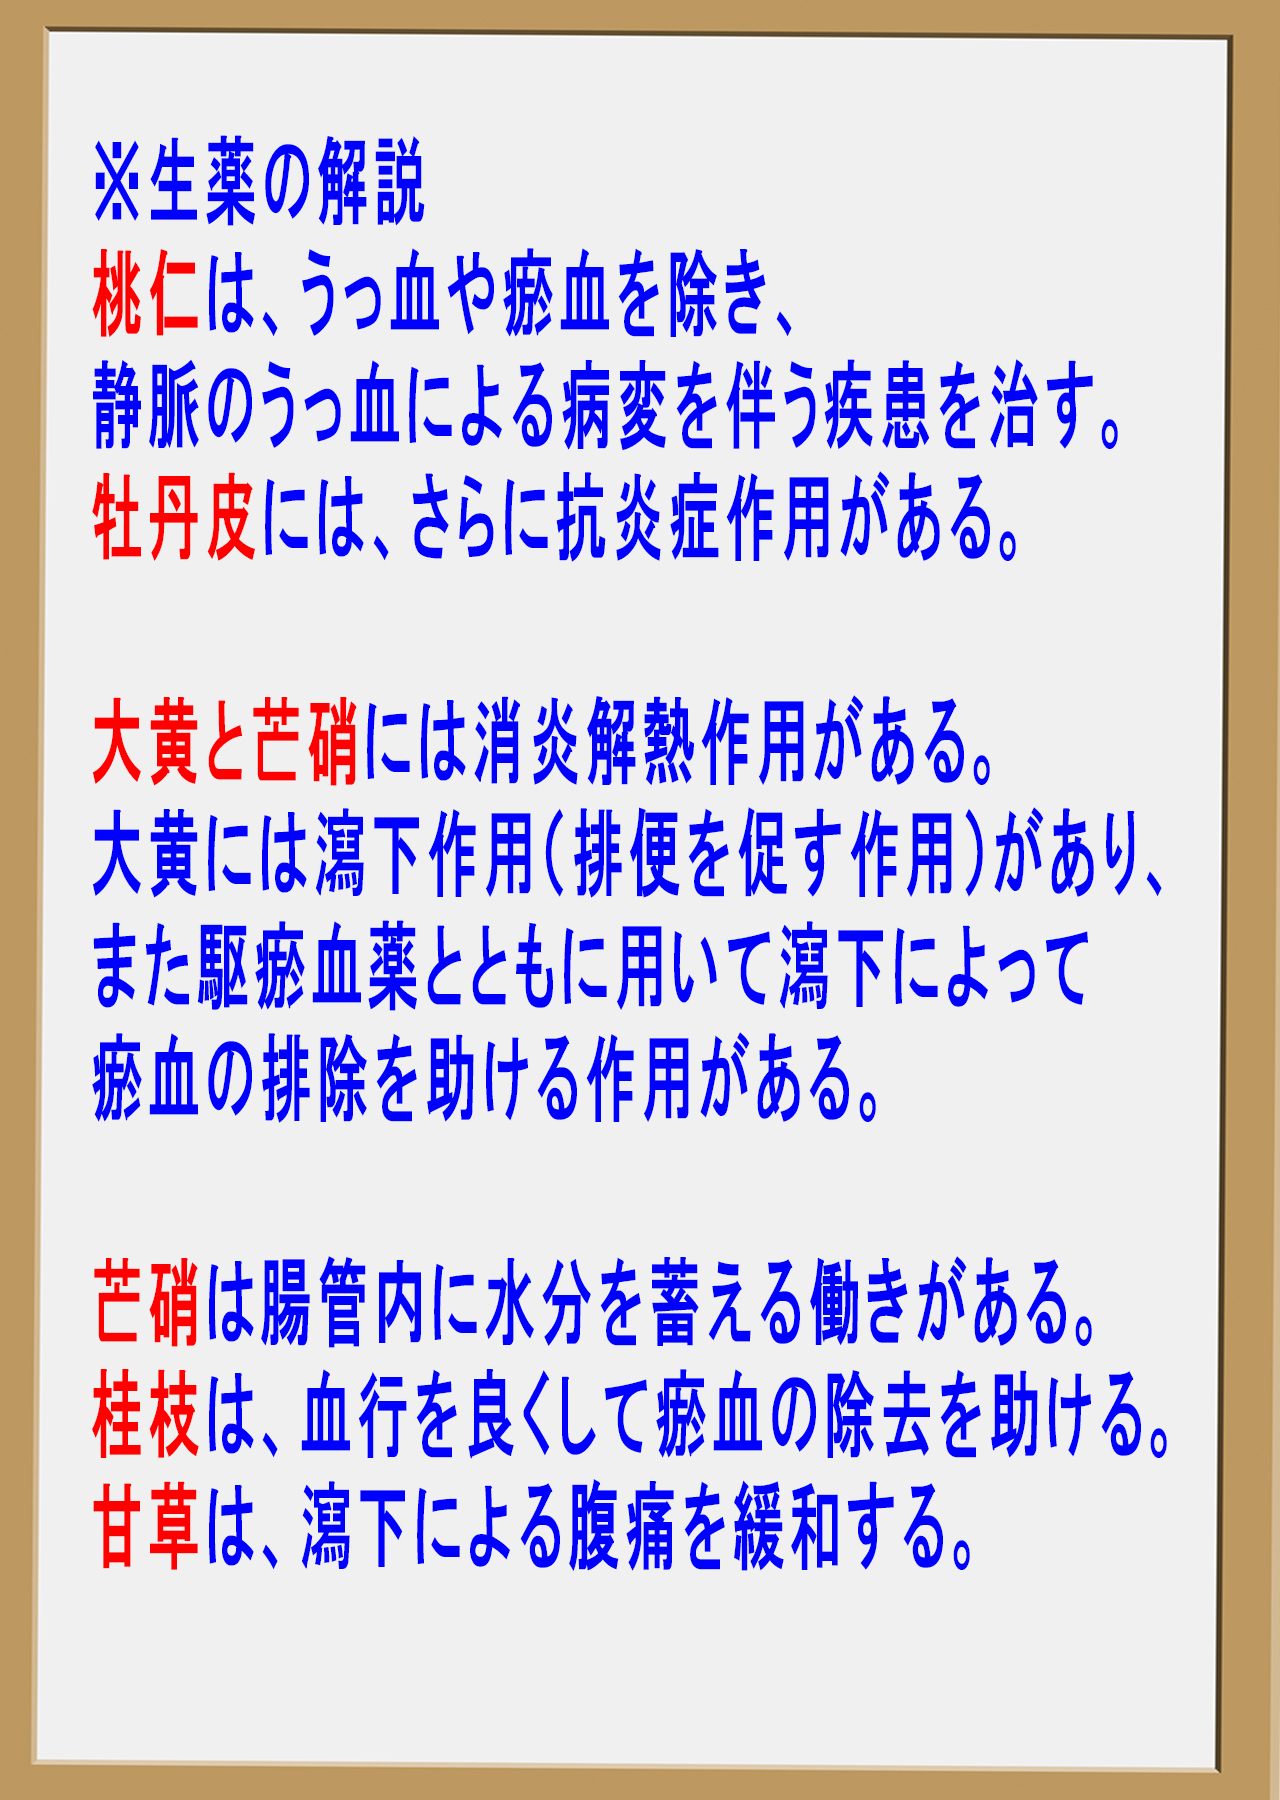 ※生薬の解説
桃仁は、うっ血や瘀血を除き、
静脈のうっ血による病変を伴う疾患を治す。
牡丹皮には、さらに抗炎症作用がある。
大黄と芒硝には消炎解熱作用がある。
大黄には瀉下作用(排便を促す作用)があり、
また駆瘀血薬とともに用いて瀉下によって
瘀血の排除を助ける作用がある。
芒硝は腸管内に水分を蓄える働きがある。
桂枝は、血行を良くして瘀血の除去を助ける。
甘草は、瀉下による腹痛を緩和する。